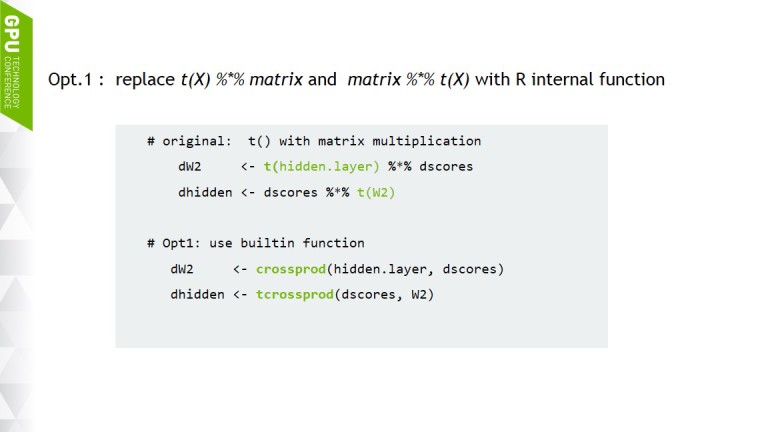 GPU TECHNOLOGY
CONFERENCE
Opt.1 : replace t(X) %*% matrix and matrix %*% t(X) with R internal function
# original: t() with matrix multiplication
dW2 <- t(hidden.layer) %*% dscores
dhidden <- dscores %*% t(W2)
# Opt1: use builtin function
dW2 <- crossprod(hidden.layer, dscores)
dhidden <- tcrossprod(dscores, W2)